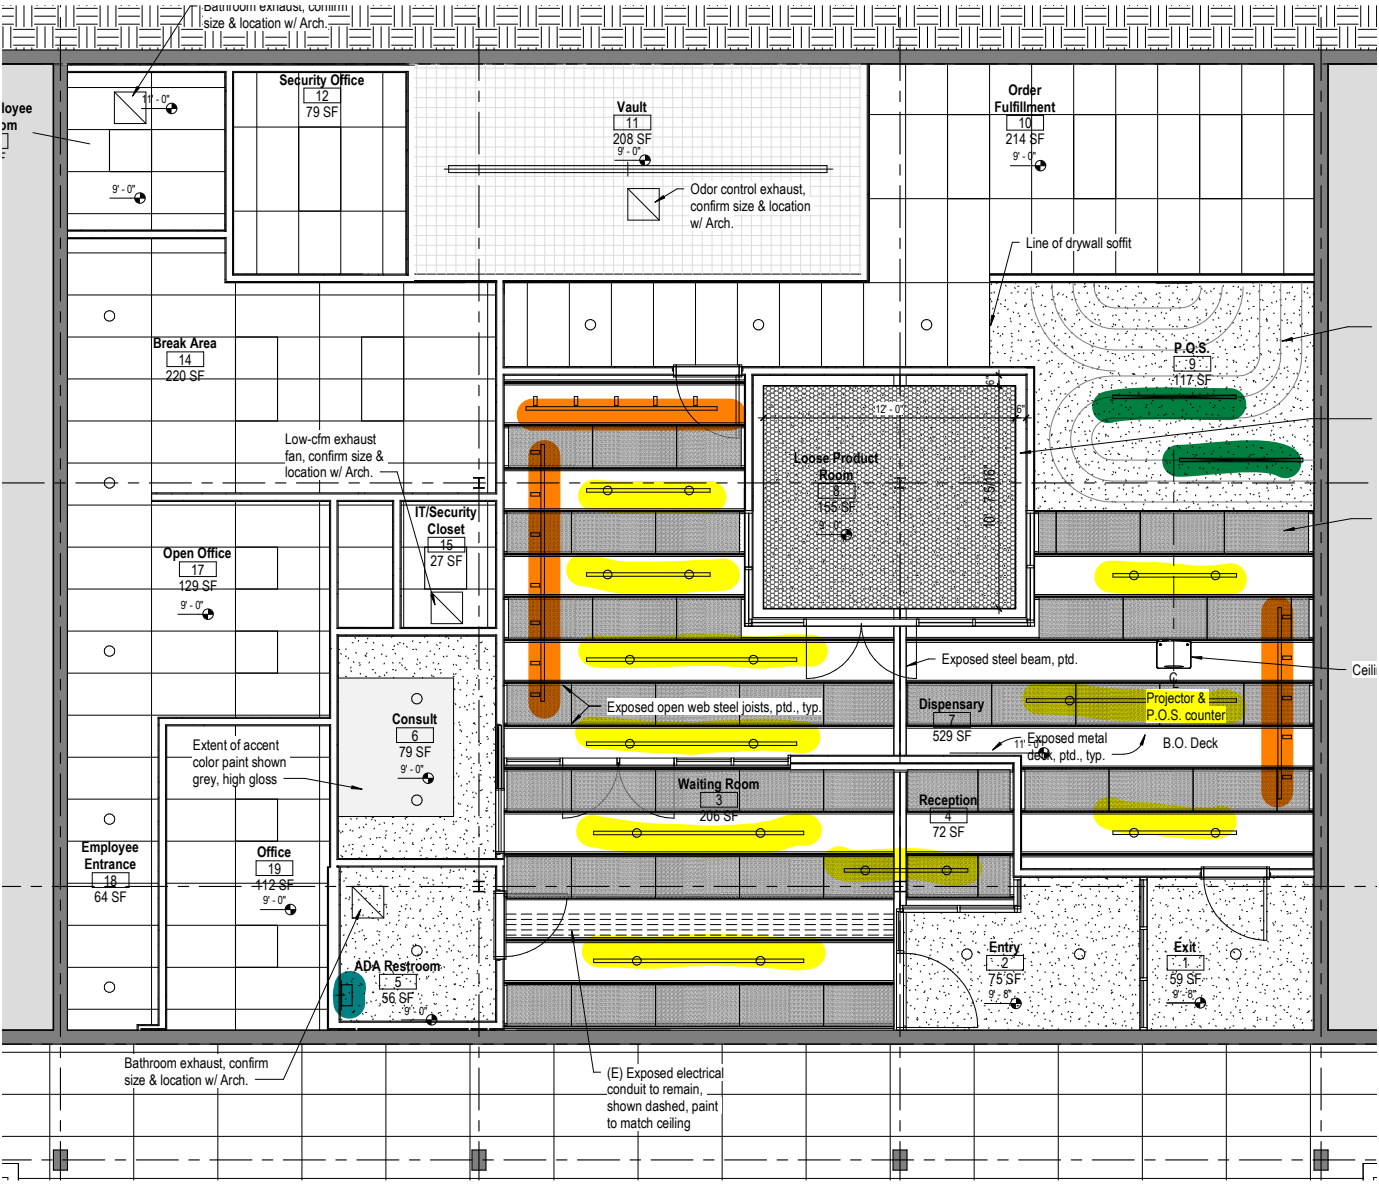 Bathroom exhaust, confirm
size & location w/ Arch.
11' - 0"
9' - 0"
Security Office
12
79 SF
Vault
11
208 SF
9' - 0"
Odor control exhaust,
confirm size & location
w/ Arch.
Order
Fulfillment
10
214 SF
9' - 0"
Line of drywall soffit
Break Area
14
220 SF
P.O.S.
9
117 SF
6"
12' - 0"
6"
Low-cfm exhaust
fan, confirm size &
location w/ Arch.
Loose Product
Room
8
155 SF
9' - 0"
10' - 7 5/16"
IT/Security
Closet
15
27 SF
Open Office
17
129 SF
9' - 0"
Exposed steel beam, ptd.
Exposed open web steel joists, ptd., typ.
Dispensary
7
529 SF
11' - 0"
Projector &
P.O.S. counter
Exposed metal
deck, ptd., typ.
B.O. Deck
Consult
6
79 SF
9' - 0"
Extent of accent
color paint shown
grey, high gloss
Waiting Room
3
206 SF
Reception
4
72 SF
Employee
Entrance
18
64 SF
Office
19
112 SF
9' - 0"
ADA Restroom
5
56 SF
9' - 0"
Entry
2
75 SF
9' - 8"
Exit
1
59 SF
9' - 8"
Bathroom exhaust, confirm
size & location w/ Arch.
(E) Exposed electrical
conduit to remain,
shown dashed, paint
to match ceiling